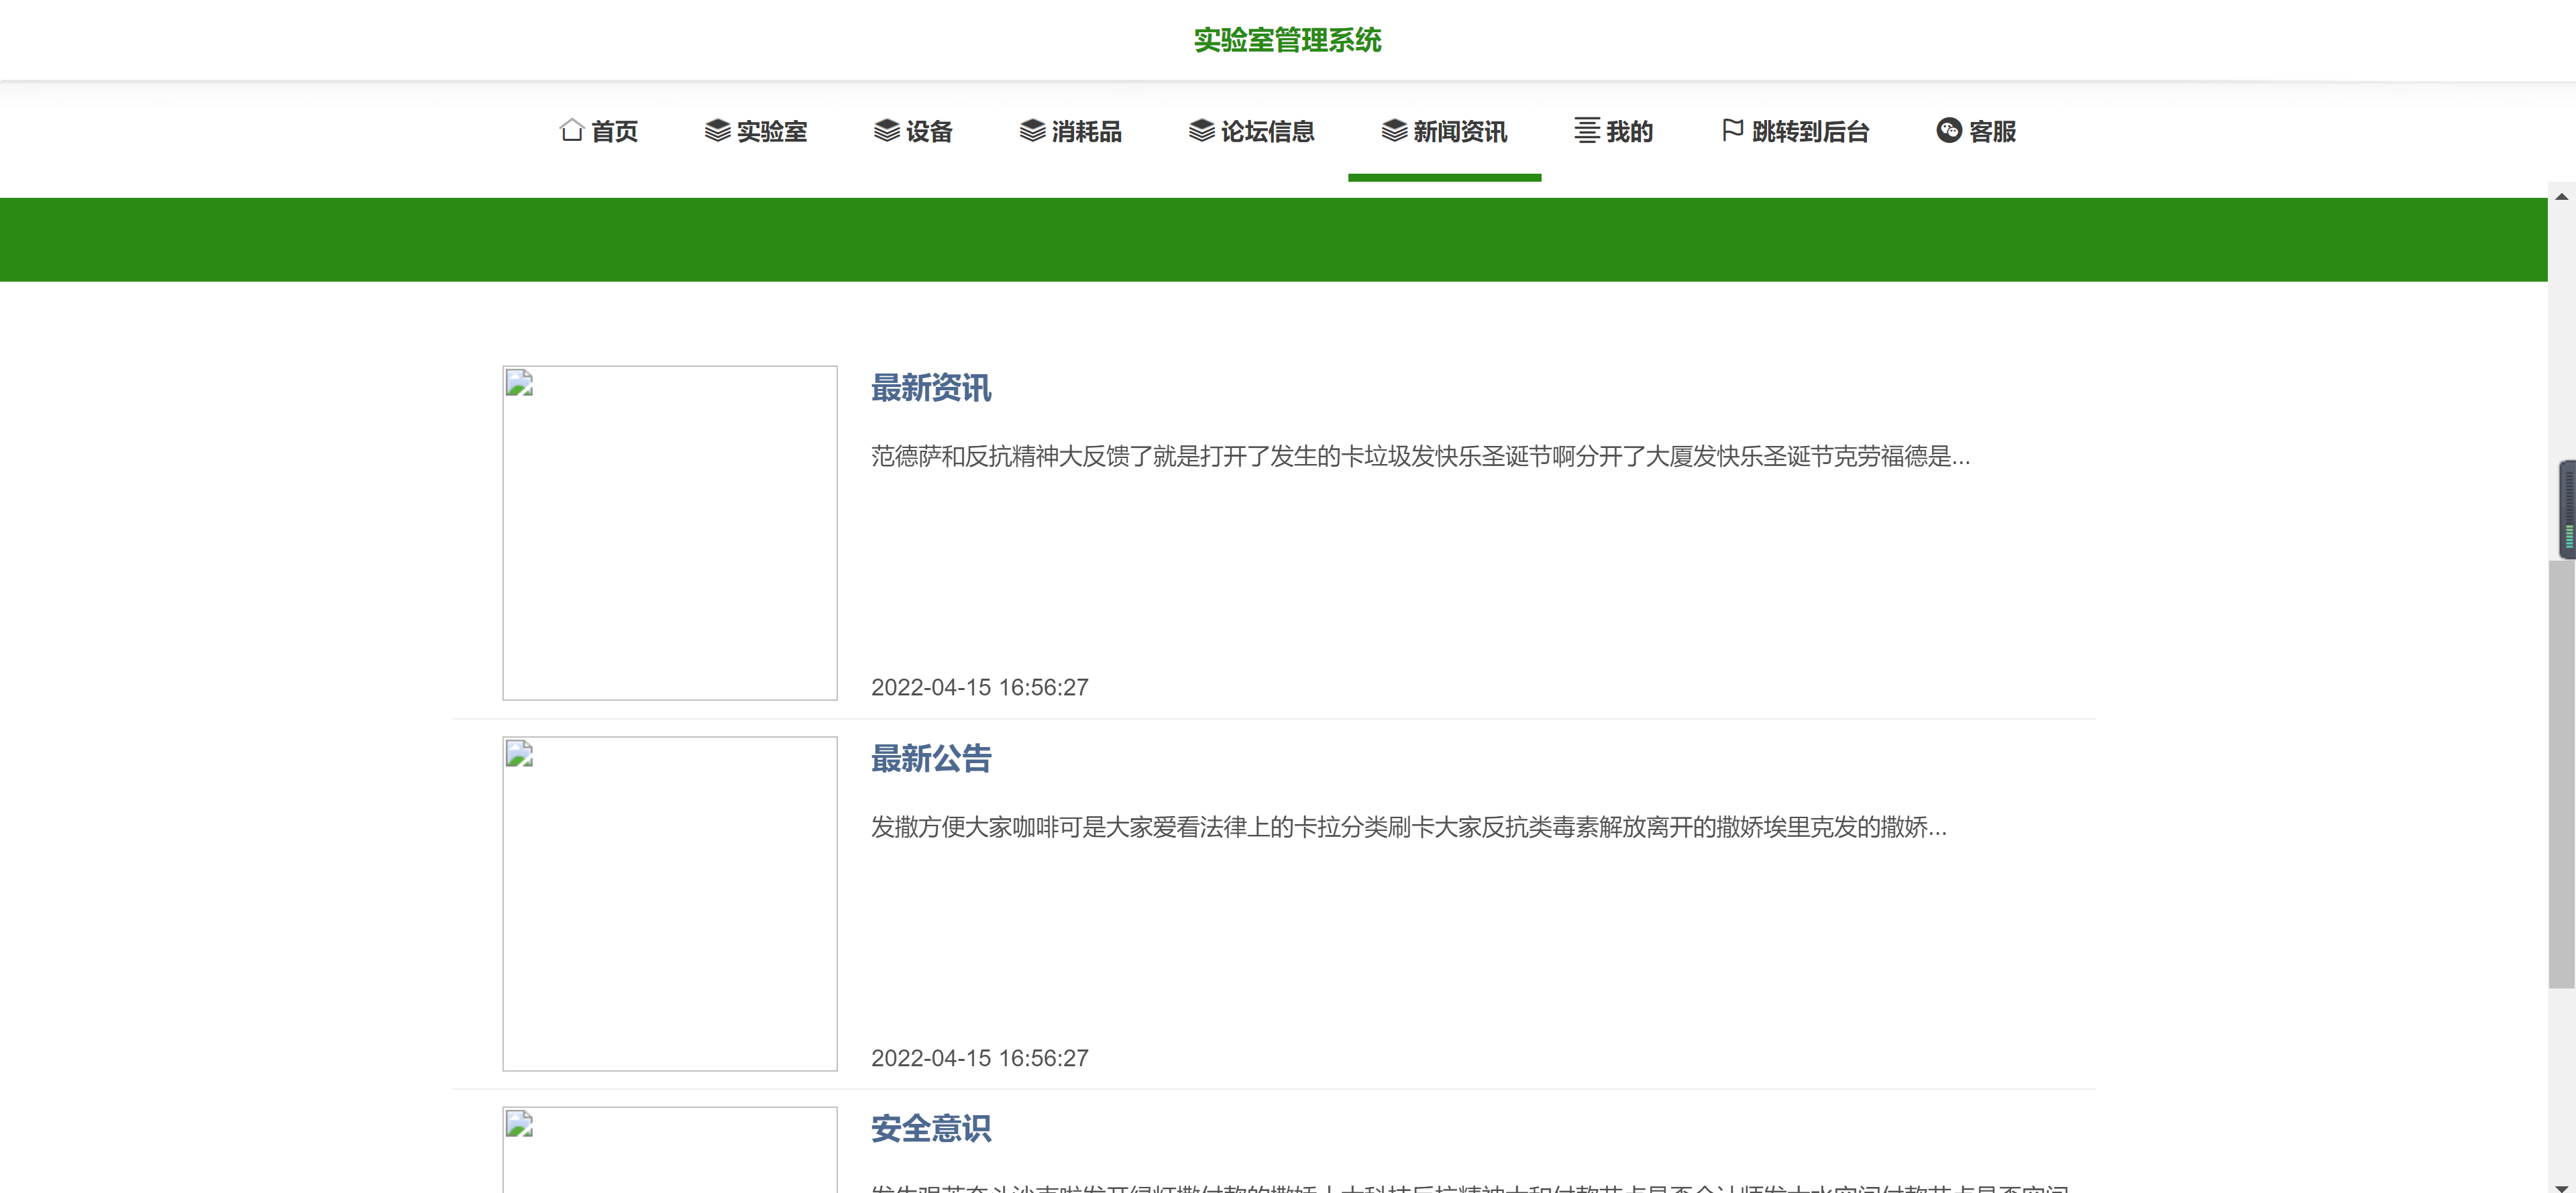 实验室管理系统
首页 实验室 设备 消耗品 论坛信息 新闻资讯 我的 跳转到后台 客服
最新资讯
范德萨和反抗精神大反馈了就是打开了发生的卡垃圾发快乐圣诞节啊分开了大厦发快乐圣诞节克劳福德是...
2022-04-15 16:56:27
最新公告
发撒方便大家咖啡可是大家爱看法律上的卡拉分类刷卡大家反抗类毒素解放离开的撒娇埃里克发的撒娇...
2022-04-15 16:56:27
安全意识